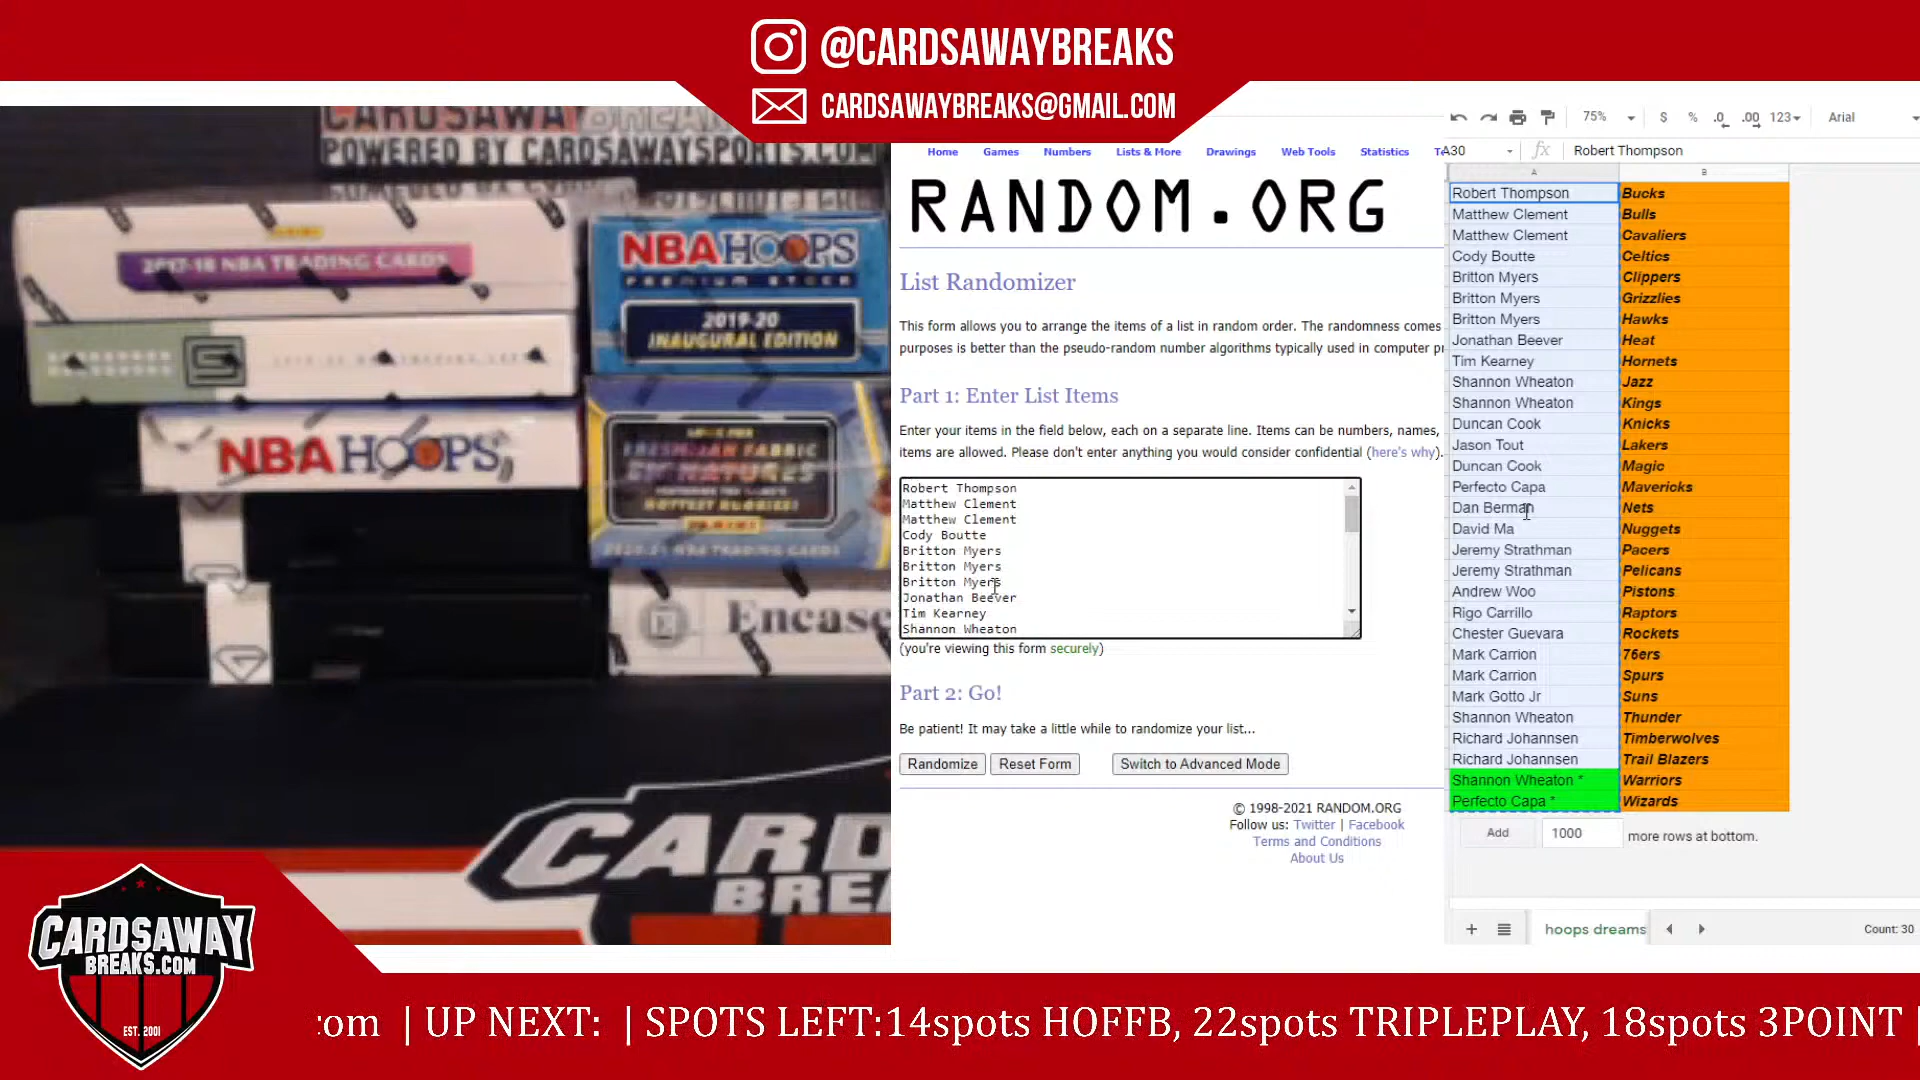 @CARDSAWAYBREAKS
CARDSAWAYBREAKS@GMAIL.COM
CARDSAWAY
POWERED BY CARDSAWAYSPORTS.COM
2017-18 NBA TRADING CARDS
S
NBA HOOPS
NBA HOOPS
PREMIUM STOCK
2019-20
INAUGURAL EDITION
SIGNATURES
PANINI
2020-21 NBA TRADING CARDS
Encase
CARDS
BREA
Home Games Numbers Lists & More Drawings Web Tools Statistics
RANDOM.ORG
List Randomizer
This form allows you to arrange the items of a list in random order. The randomness comes
purposes is better than the pseudo-random number algorithms typically used in computer pr
Part 1: Enter List Items
Enter your items in the field below, each on a separate line. Items can be numbers, names,
items are allowed. Please don't enter anything you would consider confidential (here's why).
Robert Thompson
Matthew Clement
Matthew Clement
Cody Boutte
Britton Myers
Britton Myers
Britton Myers
Jonathan Beever
Tim Kearney
Shannon Wheaton
(you're viewing this form securely)
Part 2: Go!
Be patient! It may take a little while to randomize your list...
Randomize Reset Form Switch to Advanced Mode
© 1998-2021 RANDOM.ORG
Follow us: Twitter | Facebook
Terms and Conditions
About Us
75% $ % .0 .00 123 Arial
A30 fx Robert Thompson
A B
Robert Thompson Bucks
Matthew Clement Bulls
Matthew Clement Cavaliers
Cody Boutte Celtics
Britton Myers Clippers
Britton Myers Grizzlies
Britton Myers Hawks
Jonathan Beever Heat
Tim Kearney Hornets
Shannon Wheaton Jazz
Shannon Wheaton Kings
Duncan Cook Knicks
Jason Tout Lakers
Duncan Cook Magic
Perfecto Capa Mavericks
Dan Berman Nets
David Ma Nuggets
Jeremy Strathman Pacers
Jeremy Strathman Pelicans
Andrew Woo Pistons
Rigo Carrillo Raptors
Chester Guevara Rockets
Mark Carrion 76ers
Mark Carrion Spurs
Mark Gotto Jr Suns
Shannon Wheaton Thunder
Richard Johannsen Timberwolves
Richard Johannsen Trail Blazers
Shannon Wheaton * Warriors
Perfecto Capa * Wizards
Add 1000 more rows at bottom.
+ hoops dreams Count: 30
CARDSAWAY
BREAKS.COM
EST. 2001
:om | UP NEXT: | SPOTS LEFT:14spots HOFFB, 22spots TRIPLEPLAY, 18spots 3POINT |